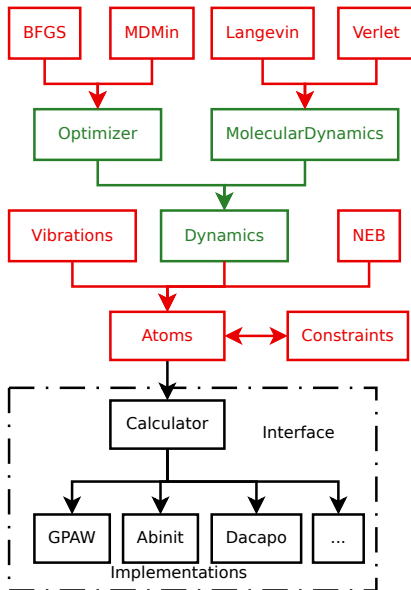 BFGS
MDMin
Langevin
Verlet
Optimizer
MolecularDynamics
Vibrations
Dynamics
NEB
Atoms
Constraints
Calculator
Interface
GPAW
Abinit
Dacapo
...
Implementations